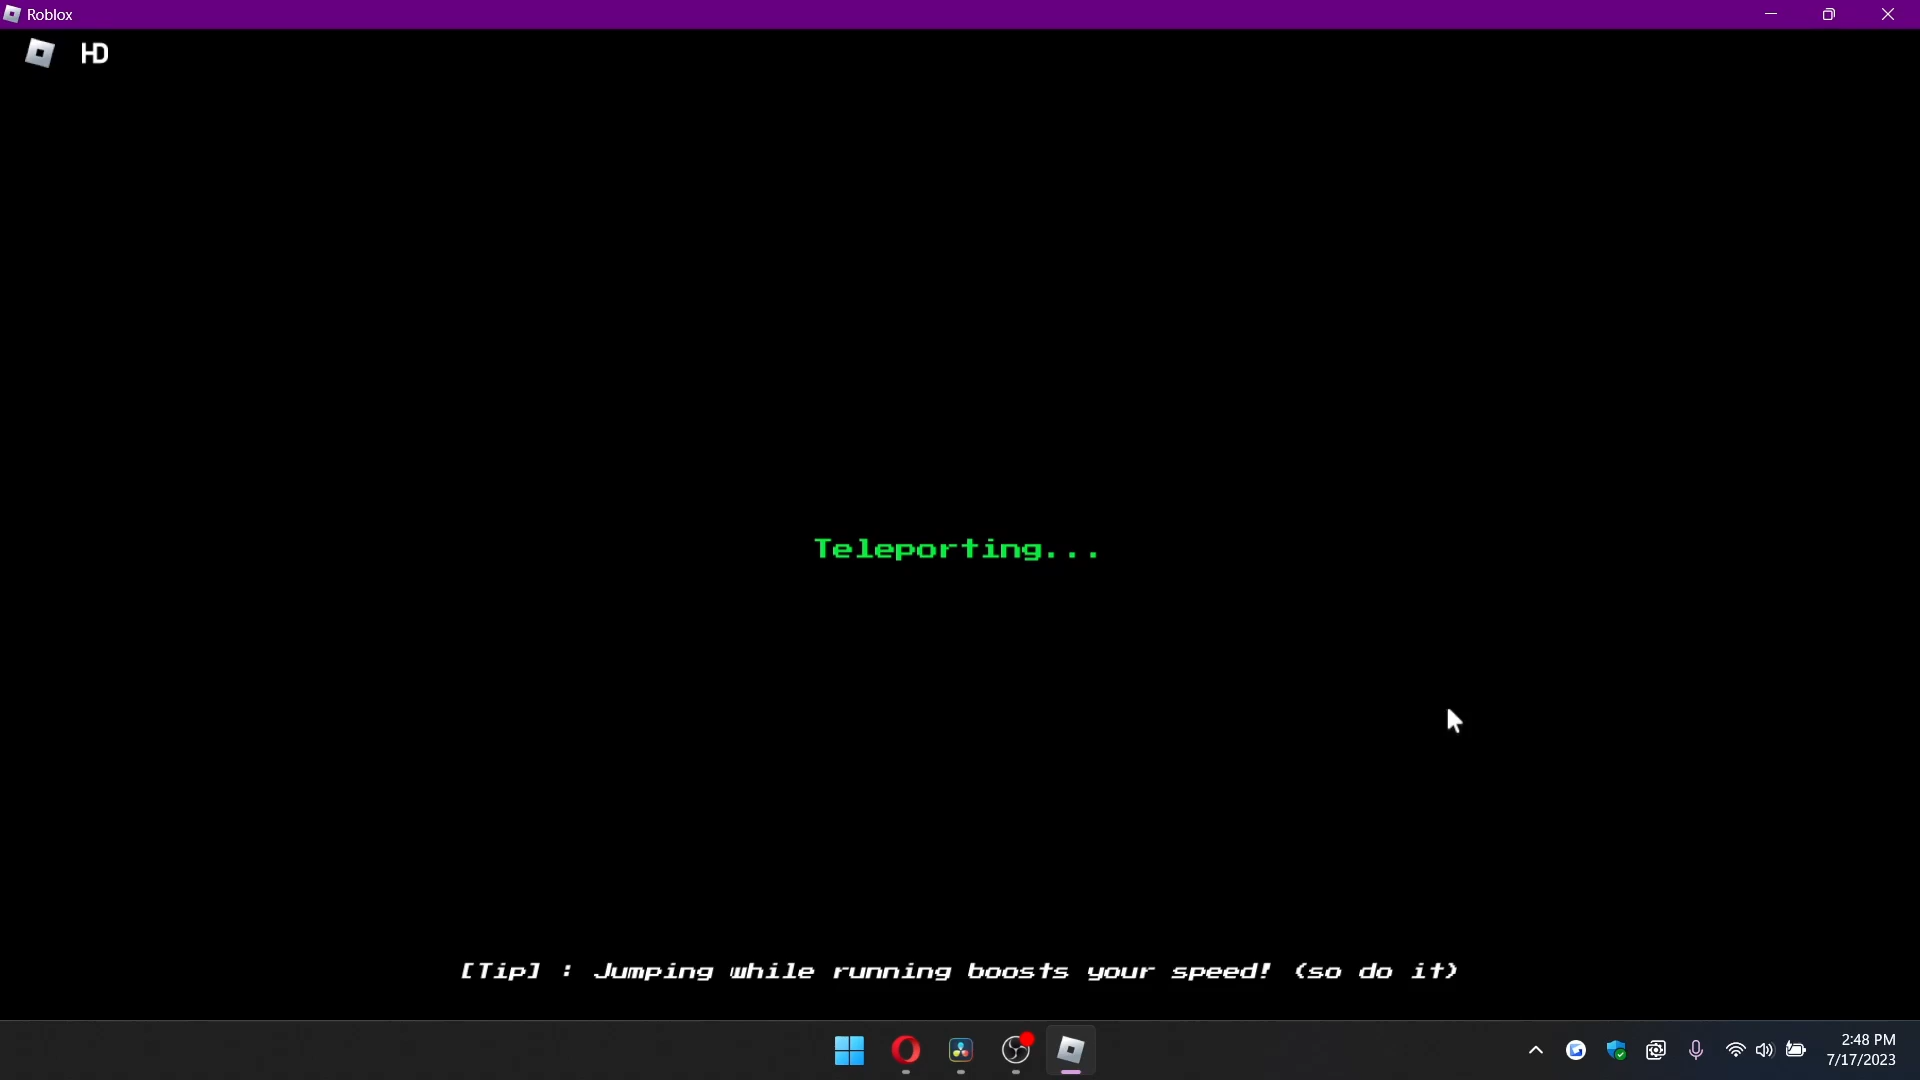 Roblox
HD
Teleporting...
[Tip] : Jumping while running boosts your speed! (so do it)
2:48 PM
7/17/2023